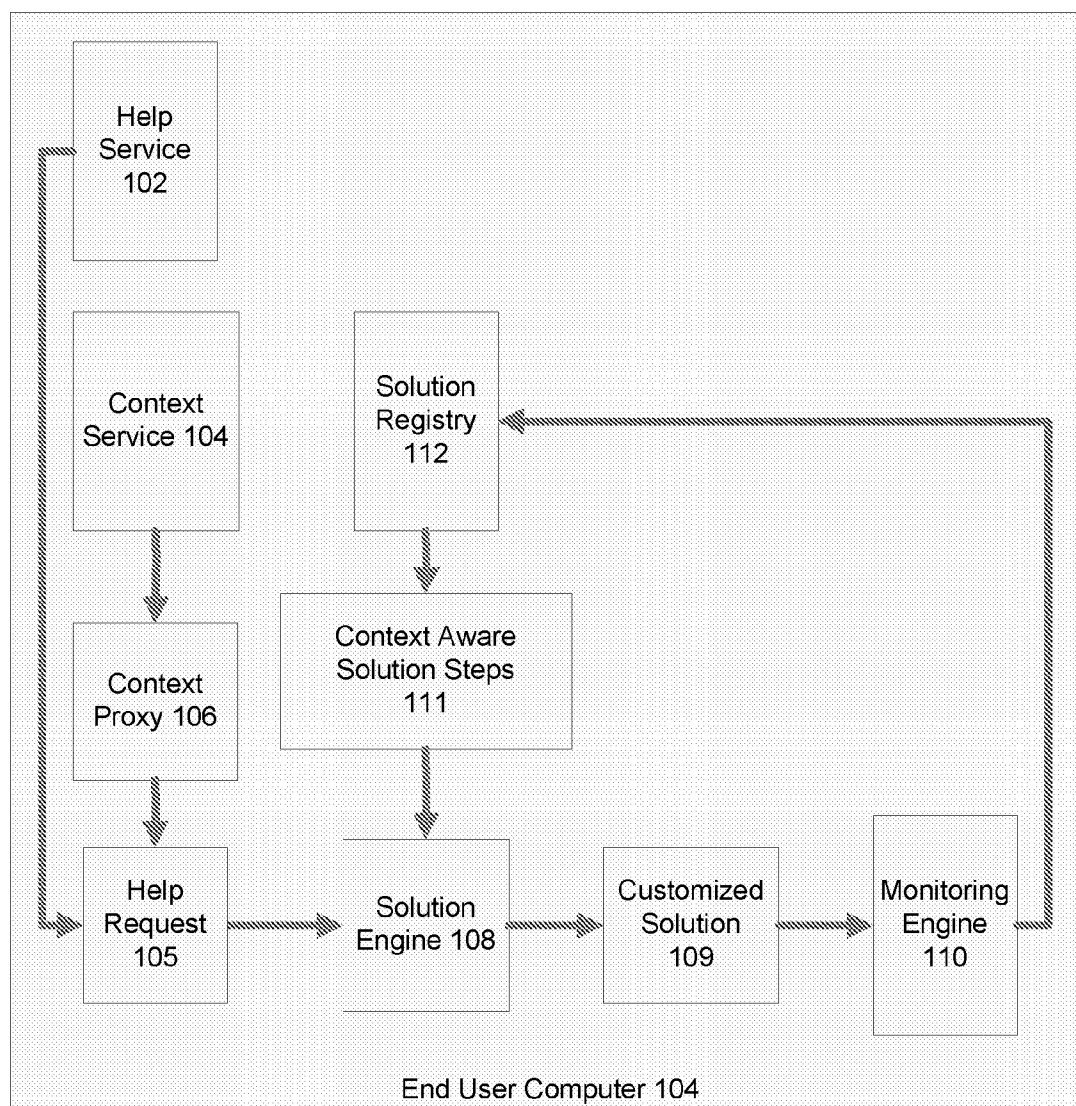 Help
Service
102
Context
Service 104
Solution
Registry
112
Context
Proxy 106
Context Aware
Solution Steps
111
Help
Request
105
Solution
Engine 108
Customized
Solution
109
Monitoring
Engine
110
End User Computer 104